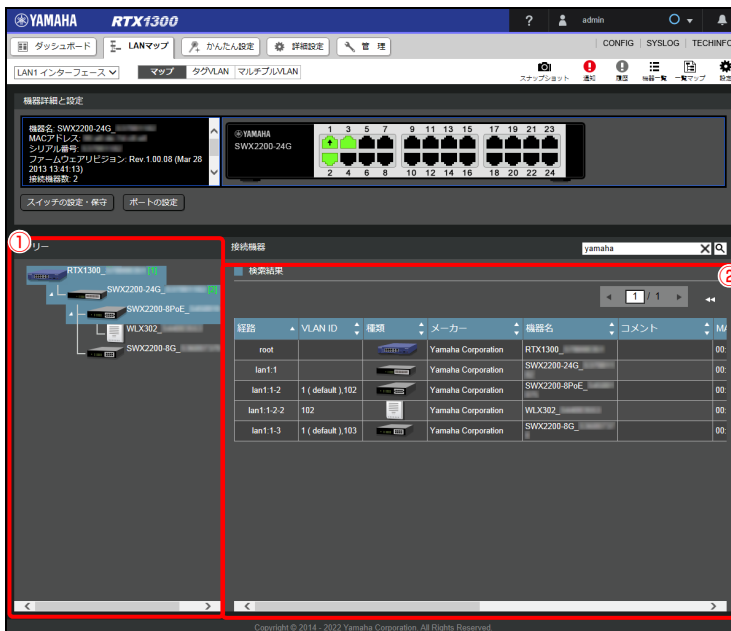 YAMAHA RTX1300 ? admin
ダッシュボード LANマップ かんたん設定 詳細設定 管 理 CONFIG SYSLOG TECHINFO
LAN1 インターフェース マップ タグVLAN マルチプルVLAN スナップショット 通知 履歴 機器一覧 一覧マップ 設定
機器詳細と設定
機器名: SWX2200-24G_
MACアドレス:
シリアル番号:
ファームウェアリビジョン: Rev.1.00.08 (Mar 28
2013 13:41:13)
接続機器数: 2
YAMAHA
SWX2200-24G
1 3 5 7 9 11 13 15 17 19 21 23
2 4 6 8 10 12 14 16 18 20 22 24
スイッチの設定・保守 ポートの設定
① リー
RTX1300_ [1]
SWX2200-24G_
SWX2200-8PoE_
WLX302_
SWX2200-8G_
接続機器 yamaha
②
検索結果
1 / 1
経路 VLAN ID 種類 メーカー 機器名 コメント MA
root Yamaha Corporation RTX1300_ 00:
lan1:1 Yamaha Corporation SWX2200-24G_ 00:
lan1:1-2 1 ( default ),102 Yamaha Corporation SWX2200-8PoE_ 00:
lan1:1-2-2 102 Yamaha Corporation WLX302_ 00:
lan1:1-3 1 ( default ),103 Yamaha Corporation SWX2200-8G_ 00:
Copyright © 2014 - 2022 Yamaha Corporation. All Rights Reserved.